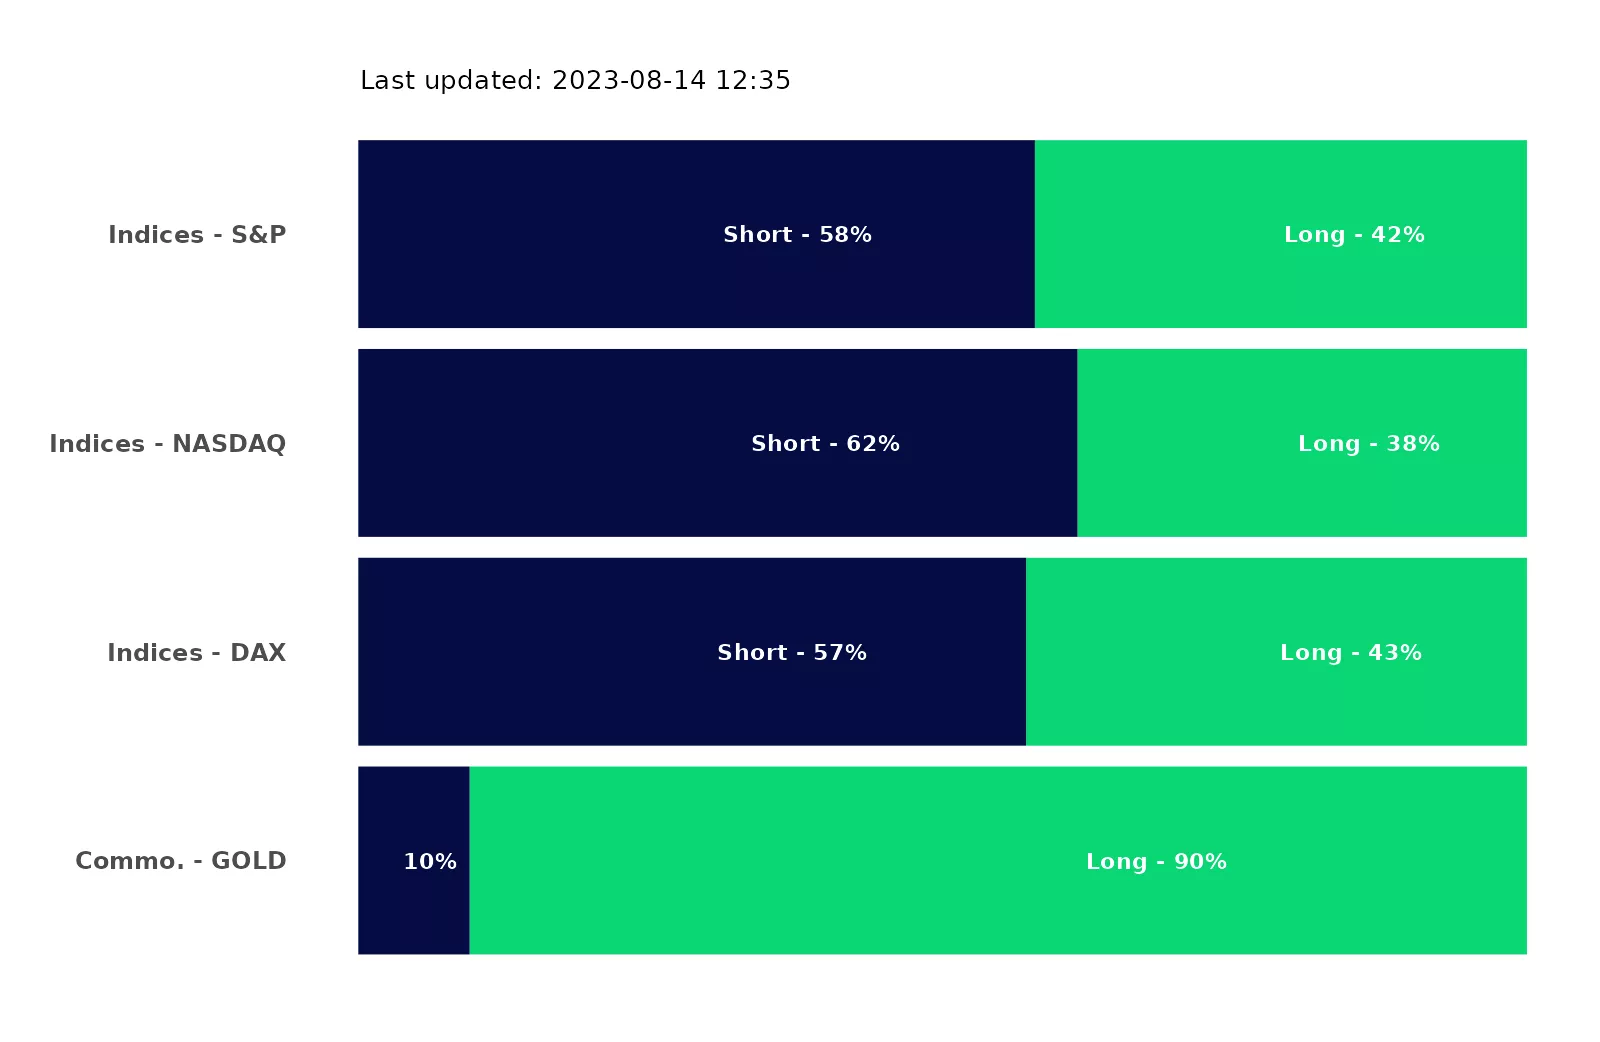 Last updated: 2023-08-14 12:35
Indices - S&P
Short - 58%
Long - 42%
Indices - NASDAQ
Short - 62%
Long - 38%
Indices - DAX
Short - 57%
Long - 43%
Commo. - GOLD
10%
Long - 90%